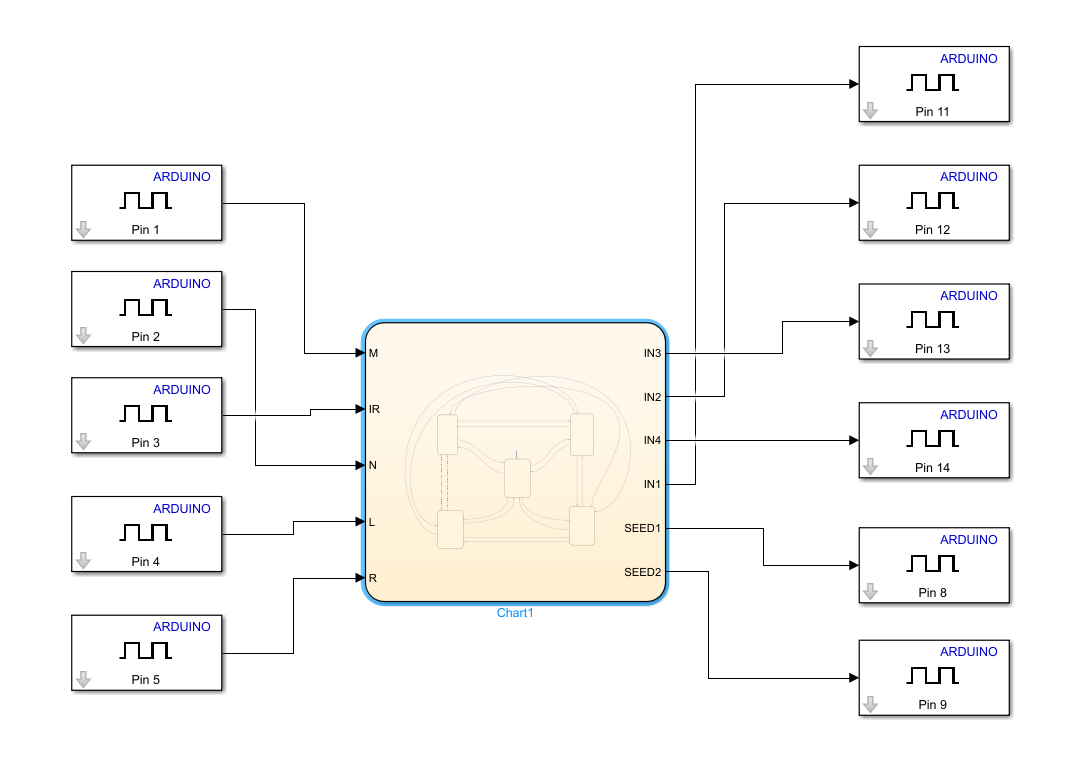 ARDUINO
Pin 1
ARDUINO
Pin 2
ARDUINO
Pin 3
ARDUINO
Pin 4
ARDUINO
Pin 5
M
IR
N
L
R
IN3
IN2
IN4
IN1
SEED1
SEED2
Chart1
ARDUINO
Pin 11
ARDUINO
Pin 12
ARDUINO
Pin 13
ARDUINO
Pin 14
ARDUINO
Pin 8
ARDUINO
Pin 9